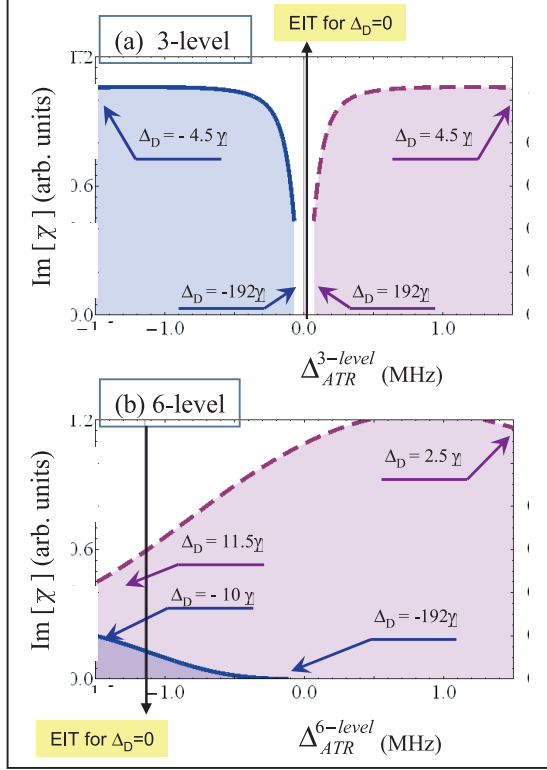 EIT for Δ_D=0
(a) 3-level
1.2
0.6
0.0
Im [ χ ] (arb. units)
Δ_D = - 4.5 γ
Δ_D = 4.5 γ
Δ_D = -192γ
Δ_D = 192γ
-1.0
0.0
1.0
Δ_ATR^3-level (MHz)
(b) 6-level
1.2
0.6
0.0
Im [ χ ] (arb. units)
Δ_D = 2.5 γ
Δ_D = 11.5γ
Δ_D = - 10 γ
Δ_D = -192γ
-1.0
0.0
1.0
EIT for Δ_D=0
Δ_ATR^6-level (MHz)